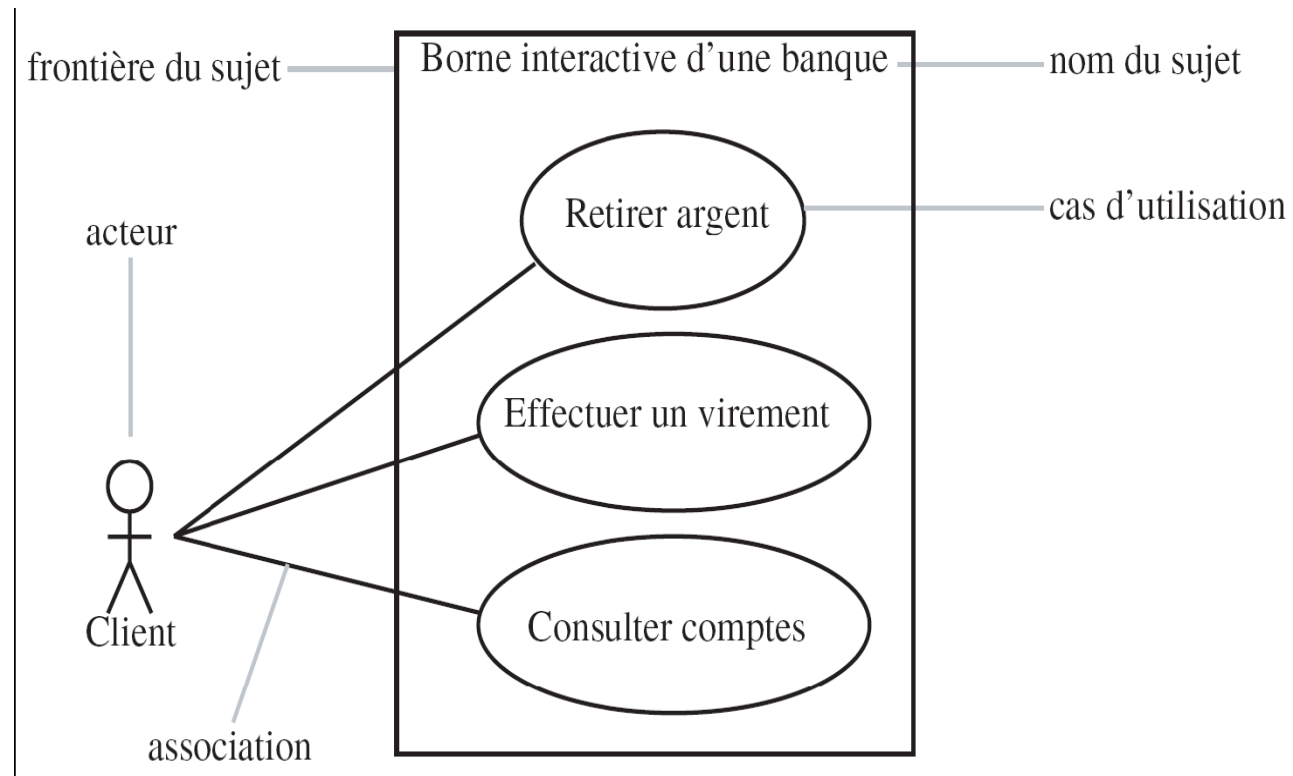 frontière du sujet
Borne interactive d'une banque
nom du sujet
Retirer argent
cas d'utilisation
acteur
Effectuer un virement
Client
Consulter comptes
association